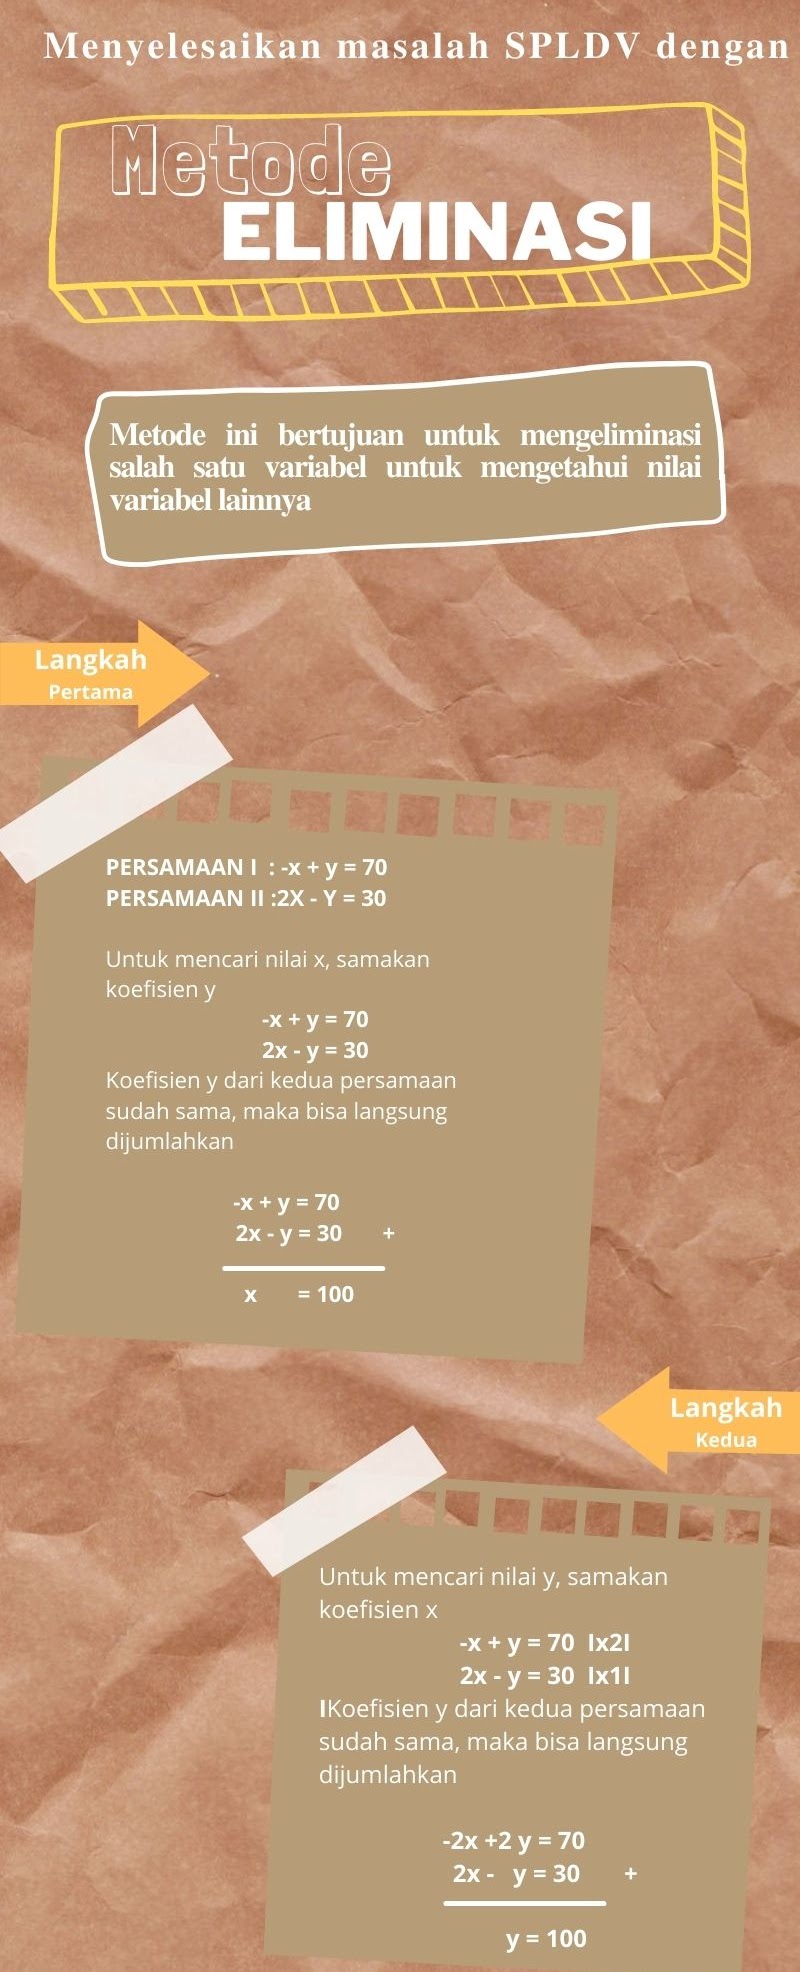 Menyelesaikan masalah SPLDV dengan
Metode
ELIMINASI
Metode ini bertujuan untuk mengeliminasi
salah satu variabel untuk mengetahui nilai
variabel lainnya
Langkah
Pertama
PERSAMAAN I : -x + y = 70
PERSAMAAN II :2X - Y = 30
Untuk mencari nilai x, samakan
koefisien y
-x + y = 70
2x - y = 30
Koefisien y dari kedua persamaan
sudah sama, maka bisa langsung
dijumlahkan
-x + y = 70
2x - y = 30 +
x = 100
Langkah
Kedua
Untuk mencari nilai y, samakan
koefisien x
-x + y = 70 Ix2I
2x - y = 30 Ix1I
IKoefisien y dari kedua persamaan
sudah sama, maka bisa langsung
dijumlahkan
-2x +2 y = 70
2x - y = 30 +
y = 100